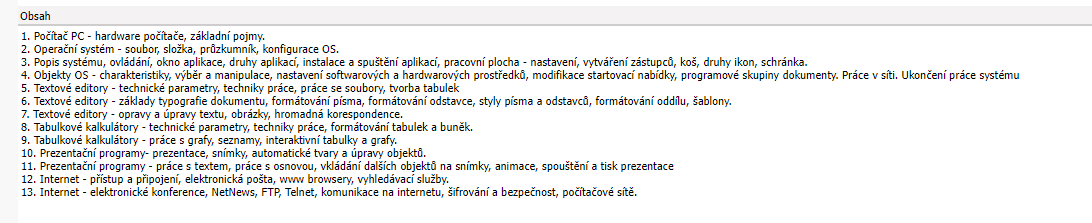 Obsah
1. Počítač PC - hardware počítače, základní pojmy.
2. Operační systém - soubor, složka, průzkumník, konfigurace OS.
3. Popis systému, ovládání, okno aplikace, druhy aplikací, instalace a spuštění aplikací, pracovní plocha - nastavení, vytváření zástupců, koš, druhy ikon, schránka.
4. Objekty OS - charakteristiky, výběr a manipulace, nastavení softwarových a hardwarových prostředků, modifikace startovací nabídky, programové skupiny dokumenty. Práce v síti. Ukončení práce systému
5. Textové editory - technické parametry, techniky práce, práce se soubory, tvorba tabulek
6. Textové editory - základy typografie dokumentu, formátování písma, formátování odstavce, styly písma a odstavců, formátování oddílu, šablony.
7. Textové editory - opravy a úpravy textu, obrázky, hromadná korespondence.
8. Tabulkové kalkulátory - technické parametry, techniky práce, formátování tabulek a buněk.
9. Tabulkové kalkulátory - práce s grafy, seznamy, interaktivní tabulky a grafy.
10. Prezentační programy- prezentace, snímky, automatické tvary a úpravy objektů.
11. Prezentační programy - práce s textem, práce s osnovou, vkládání dalších objektů na snímky, animace, spouštění a tisk prezentace
12. Internet - přístup a připojení, elektronická pošta, www browsery, vyhledávací služby.
13. Internet - elektronické konference, NetNews, FTP, Telnet, komunikace na internetu, šifrování a bezpečnost, počítačové sítě.